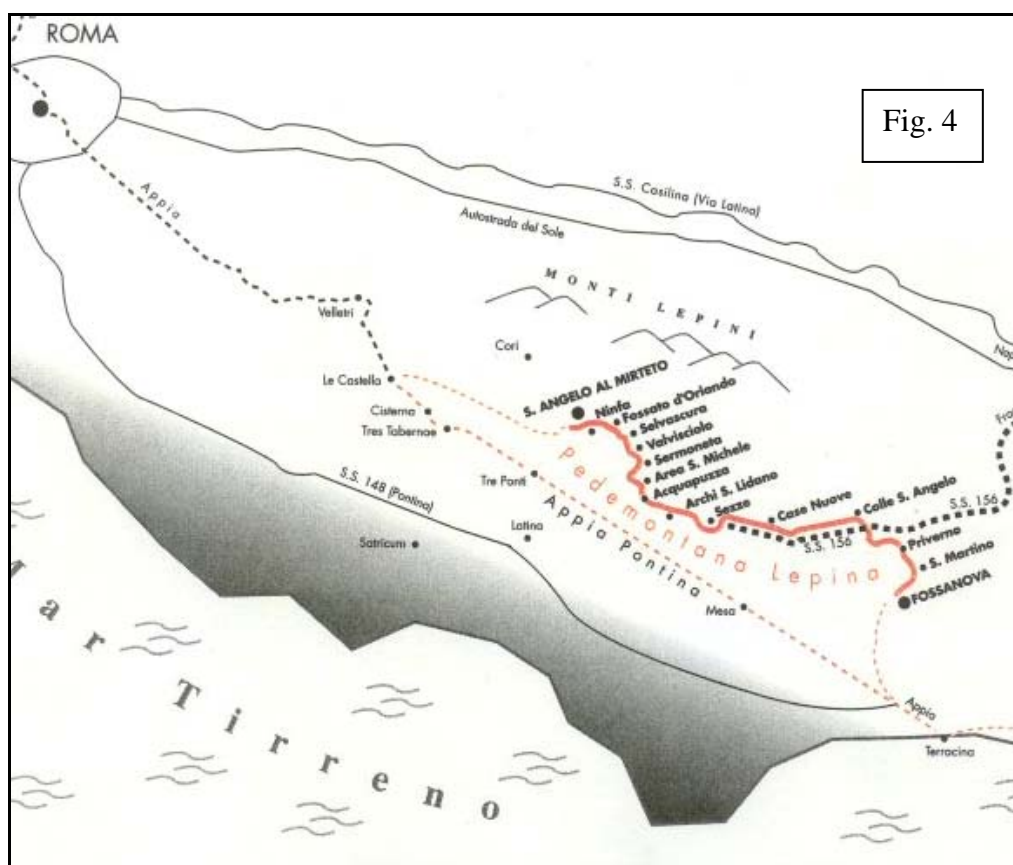 ROMA
Fig. 4
Appia
S.S. Casilina (Via Latina)
Autostrada del Sole
MONTI LEPINI
Velletri
Cori
Le Castella
S. ANGELO AL MIRTETO
Cisterna
Ninfa
Fossato d'Orlando
Tres Tabernae
Selvascura
Valvisciolo
Sermoneta
Area S. Michele
Acquapuzza
Archi S. Lidano
Sezze
Case Nuove
Colle S. Angelo
S.S. 156
S.S. 156
Priverno
S. Martino
FOSSANOVA
Pedemontana Lepina
Tre Ponti
Appia Pontina
S.S. 148 (Pontina)
Latina
Satricum
Mesa
Appia
Terracina
Mar Tirreno